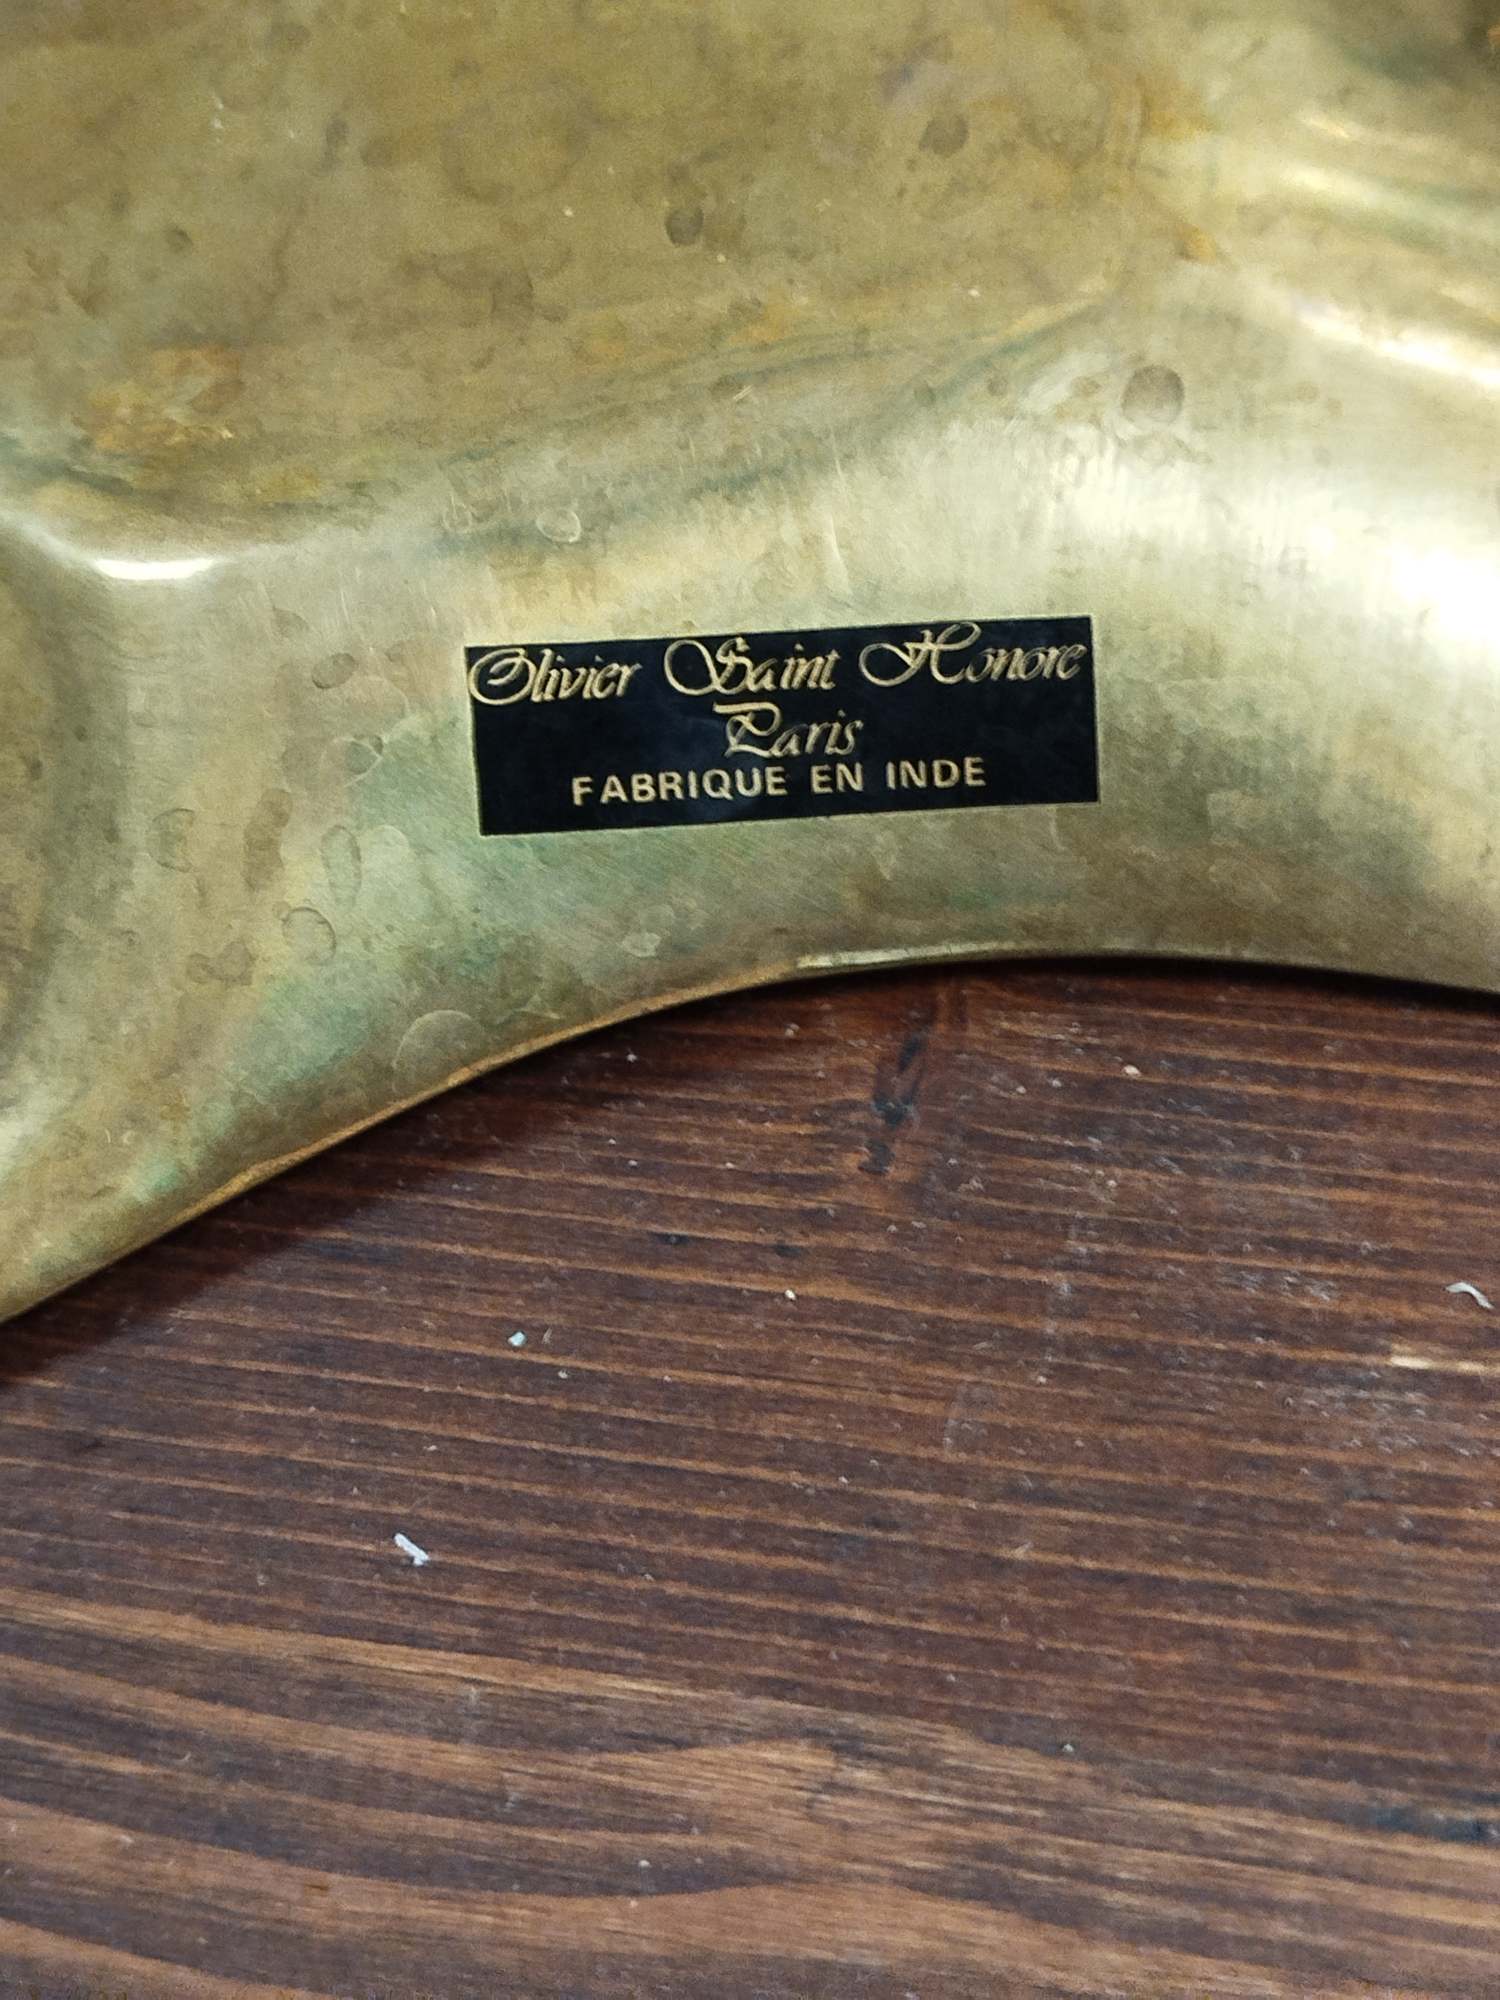 Olivier Saint Honore
Paris
FABRIQUE EN INDE